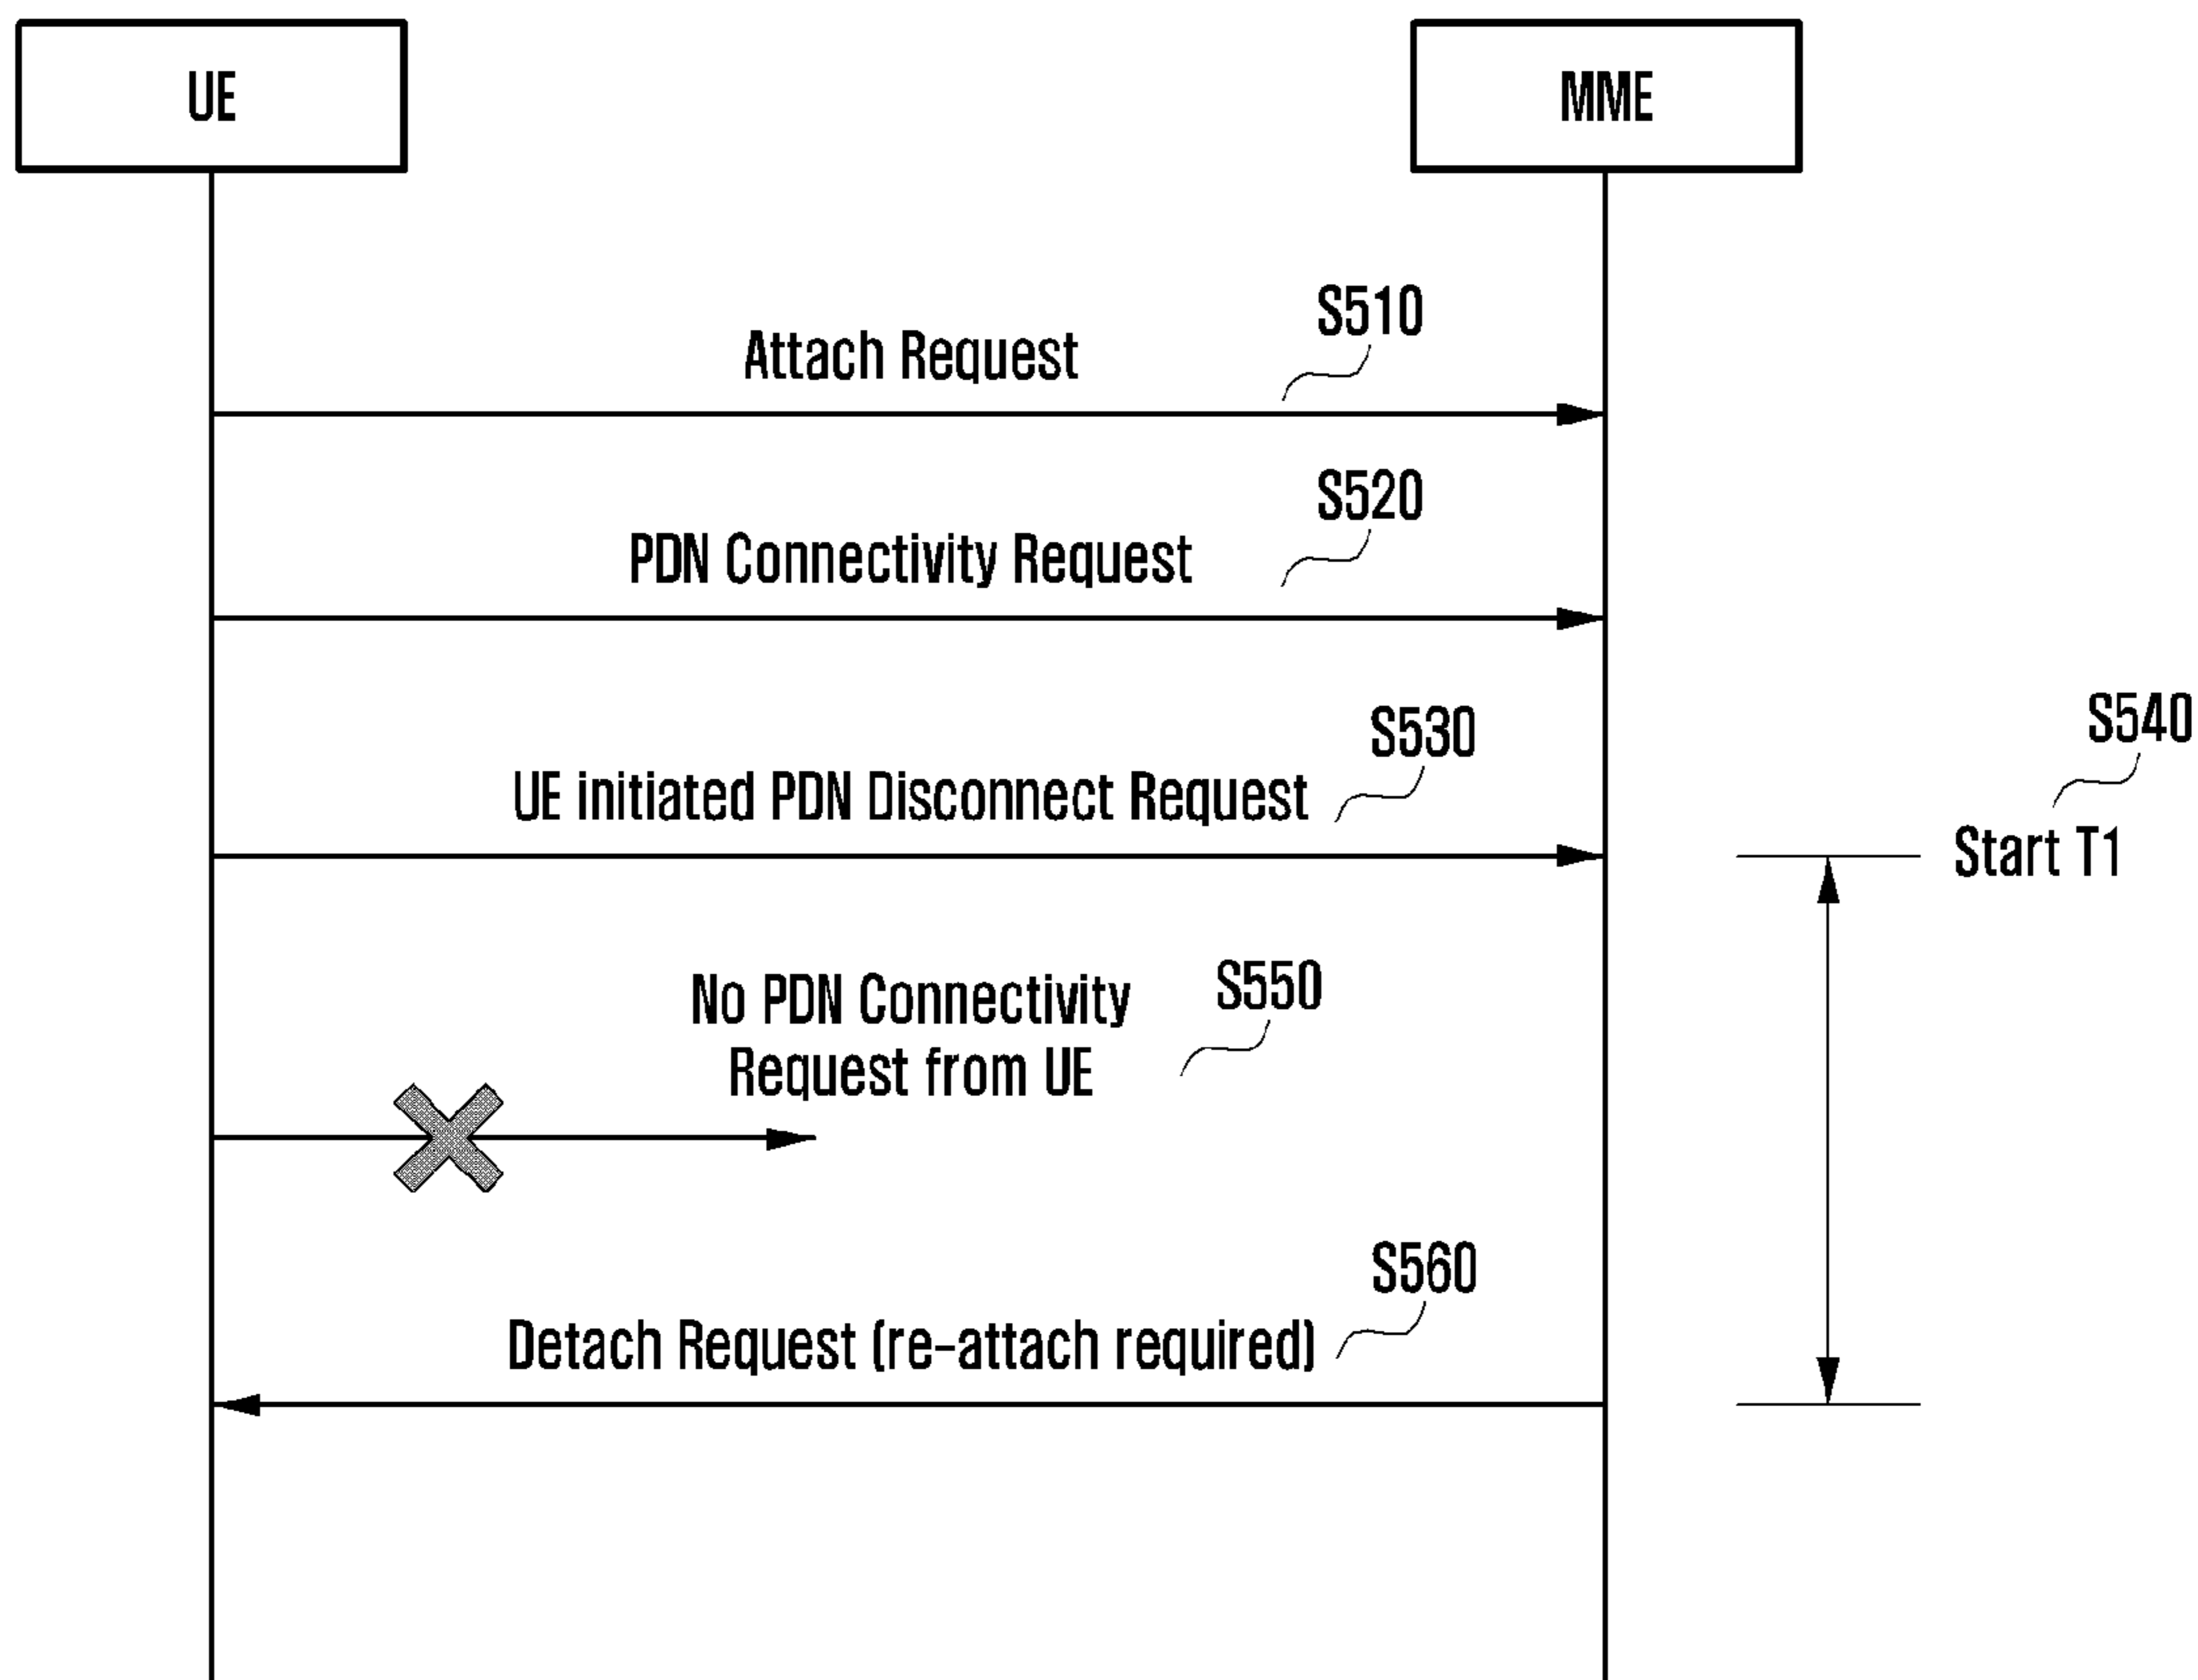 UE
MME
S510
Attach Request
S520
PDN Connectivity Request
S530
UE initiated PDN Disconnect Request
S540
Start T1
S550
No PDN Connectivity
Request from UE
S560
Detach Request (re-attach required)